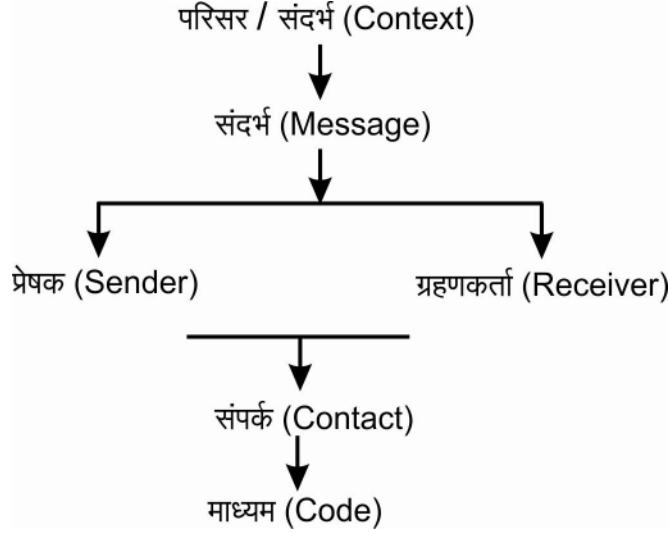 परिसर / संदर्भ (Context)
संदर्भ (Message)
प्रेषक (Sender)
ग्रहणकर्ता (Receiver)
संपर्क (Contact)
माध्यम (Code)